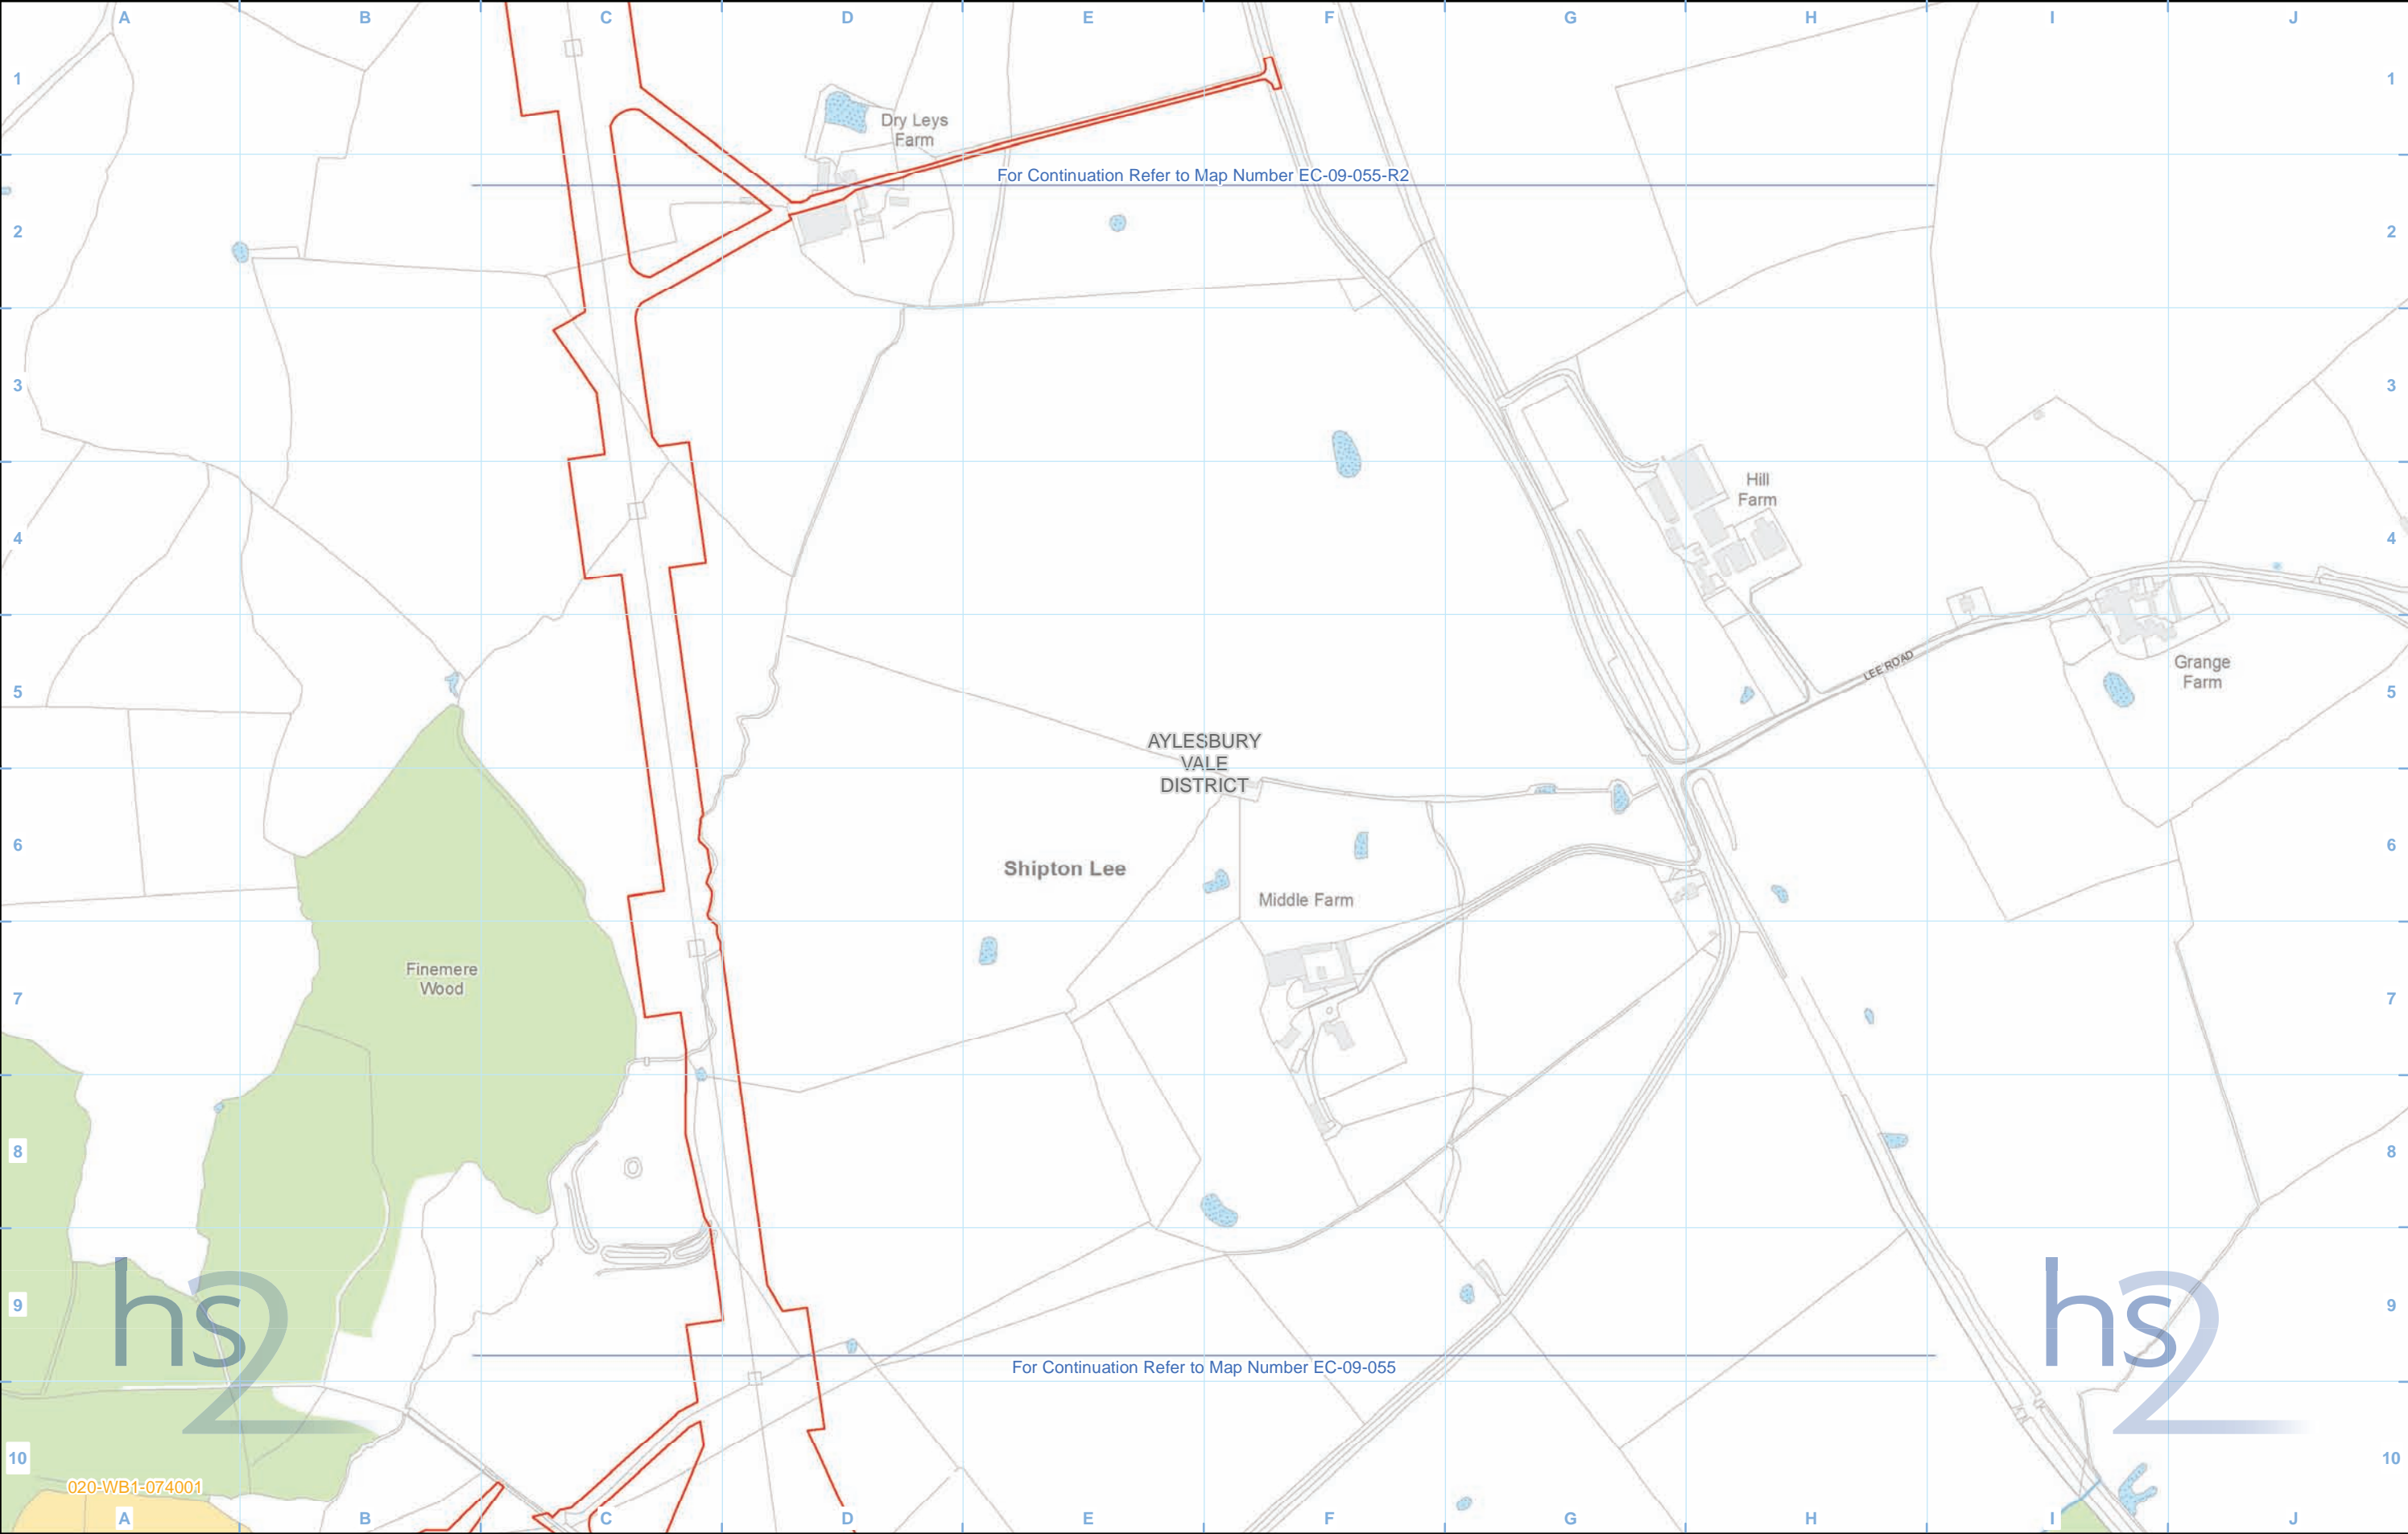 A B C D E F G H I J
1 1
Dry Leys
Farm
For Continuation Refer to Map Number EC-09-055-R2
2 2
3 3
Hill
Farm
4 4
LEE ROAD
Grange
Farm
5 5
AYLESBURY
VALE
DISTRICT
6 6
Shipton Lee
Middle Farm
Finemere
Wood
7 7
8 8
hs2 hs2
9 9
For Continuation Refer to Map Number EC-09-055
10 10
020-WB1-074001
A B C D E F G H I J